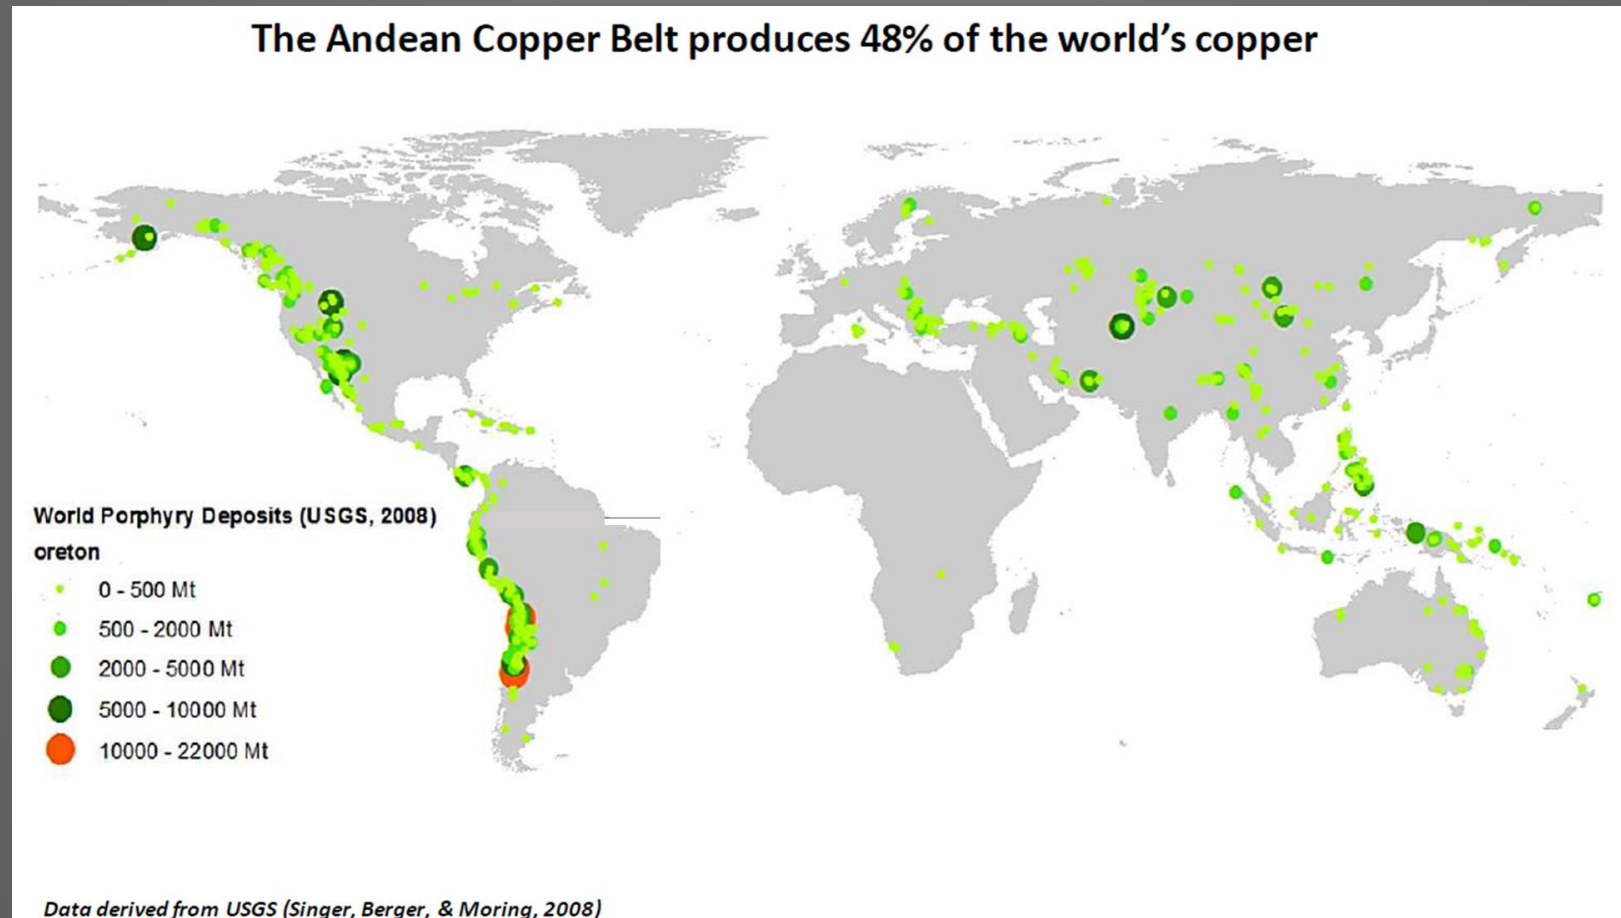 The Andean Copper Belt produces 48% of the world's copper
World Porphyry Deposits (USGS, 2008)
oreton
0 - 500 Mt
500 - 2000 Mt
2000 - 5000 Mt
5000 - 10000 Mt
10000 - 22000 Mt
Data derived from USGS (Singer, Berger, & Moring, 2008)